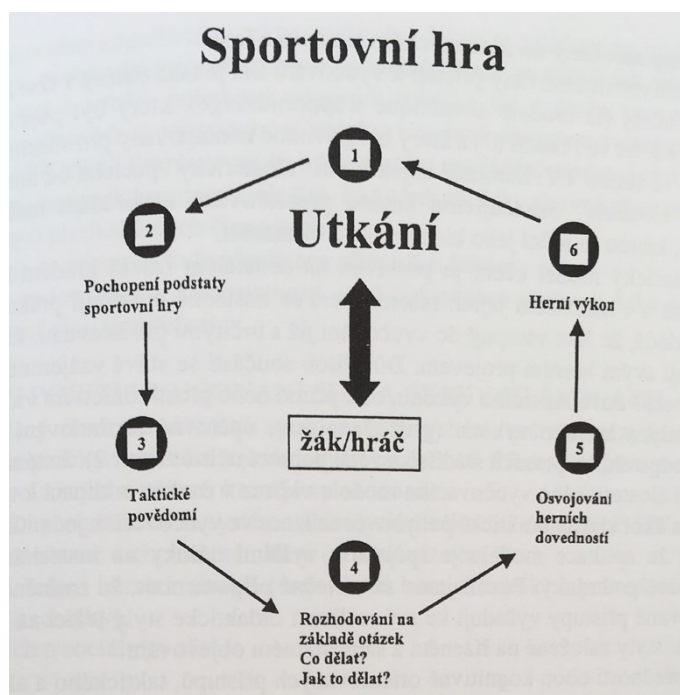 Sportovní hra
1
Utkání
2
Pochopení podstaty
sportovní hry
6
Herní výkon
žák/hráč
3
Taktické
povědomí
5
Osvojování
herních
dovedností
4
Rozhodování na
základě otázek
Co dělat?
Jak to dělat?